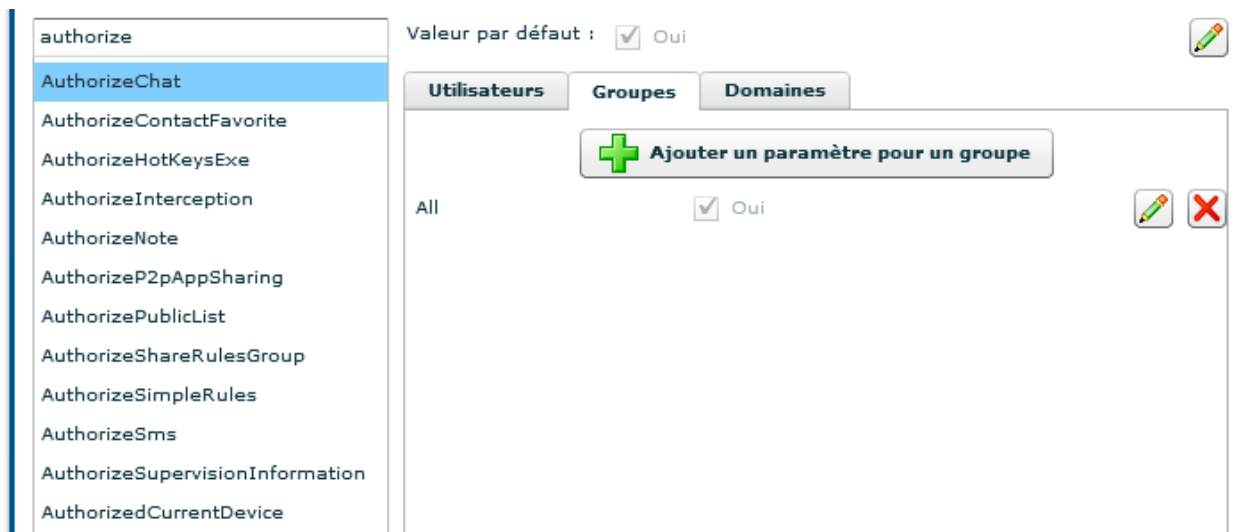 authorize
AuthorizeChat
AuthorizeContactFavorite
AuthorizeHotKeysExe
AuthorizeInterception
AuthorizeNote
AuthorizeP2pAppSharing
AuthorizePublicList
AuthorizeShareRulesGroup
AuthorizeSimpleRules
AuthorizeSms
AuthorizeSupervisionInformation
AuthorizedCurrentDevice
Valeur par défaut : Oui
Utilisateurs Groupes Domaines
Ajouter un paramètre pour un groupe
All Oui